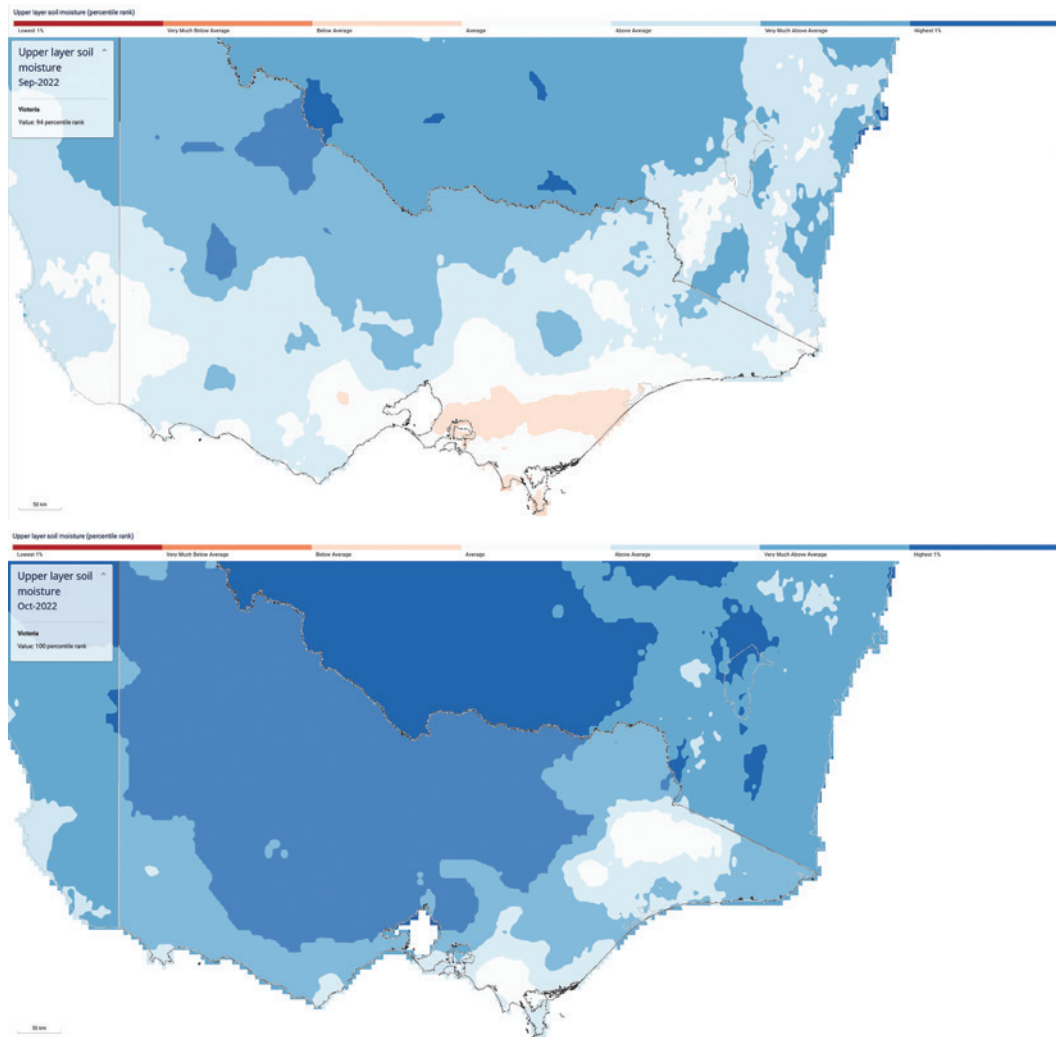 Upper layer soil moisture (percentile rank)
Lowest 1% Very Much Below Average Below Average Average Above Average Very Much Above Average Highest 1%
Upper layer soil
moisture
Sep-2022
Victoria
Value: 94 percentile rank
50 km
Upper layer soil moisture (percentile rank)
Lowest 1% Very Much Below Average Below Average Average Above Average Very Much Above Average Highest 1%
Upper layer soil
moisture
Oct-2022
Victoria
Value: 100 percentile rank
50 km